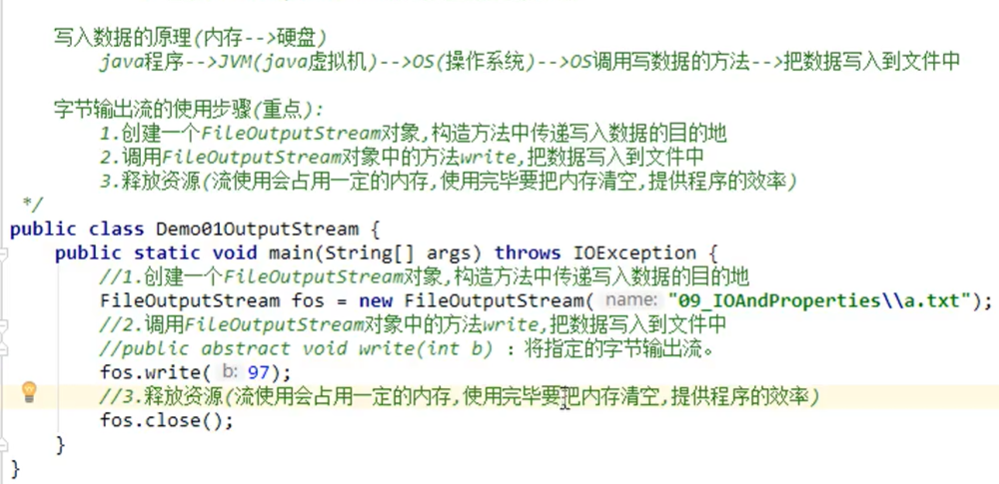 写入数据的原理(内存-->硬盘)
java程序-->JVM(java虚拟机)-->OS(操作系统)-->OS调用写数据的方法-->把数据写入到文件中
字节输出流的使用步骤(重点):
1.创建一个FileOutputStream对象,构造方法中传递写入数据的目的地
2.调用FileOutputStream对象中的方法write,把数据写入到文件中
3.释放资源(流使用会占用一定的内存,使用完毕要把内存清空,提供程序的效率)
*/
public class Demo01OutputStream {
public static void main(String[] args) throws IOException {
//1.创建一个FileOutputStream对象,构造方法中传递写入数据的目的地
FileOutputStream fos = new FileOutputStream( name: "09_IOAndProperties\\a.txt");
//2.调用FileOutputStream对象中的方法write,把数据写入到文件中
//public abstract void write(int b) : 将指定的字节输出流。
fos.write( b: 97);
//3.释放资源(流使用会占用一定的内存,使用完毕要把内存清空,提供程序的效率)
fos.close();
}
}